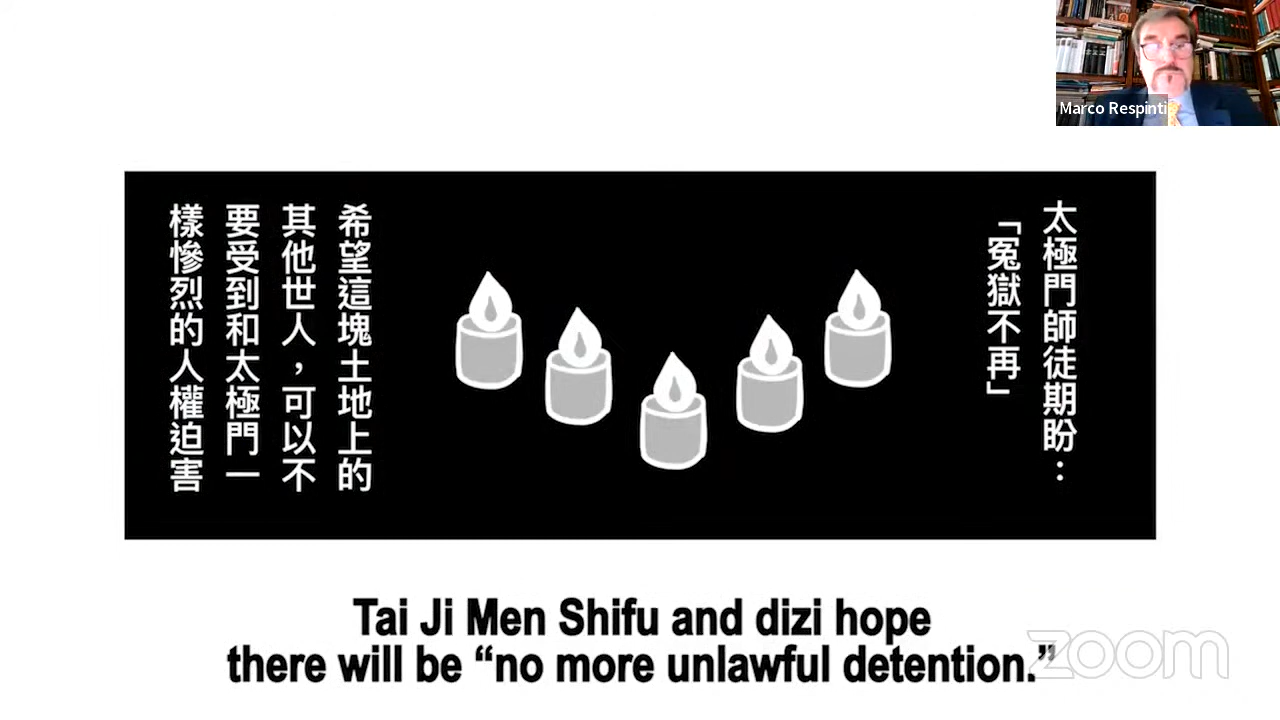 Marco Respinti
太極門師徒期盼：
「冤獄不再」
希望這塊土地上的
其他世人，可以不
要受到和太極門一
樣慘烈的人權迫害
Tai Ji Men Shifu and dizi hope
there will be “no more unlawful detention.”
zoom